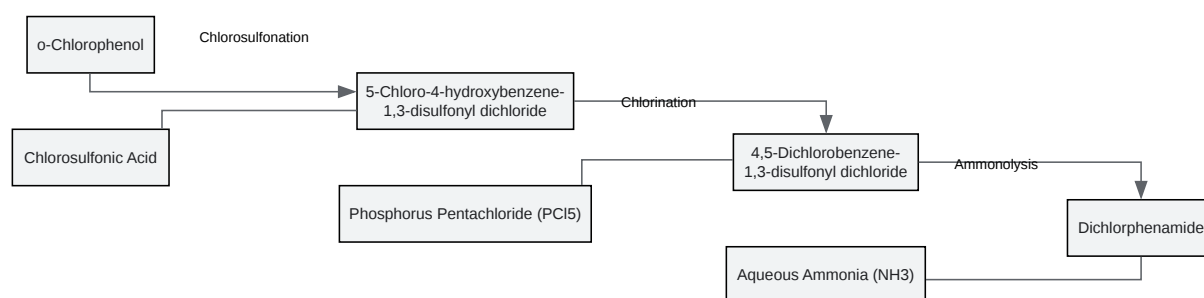 o-Chlorophenol
Chlorosulfonation
5-Chloro-4-hydroxybenzene-
1,3-disulfonyl dichloride
Chlorination
Chlorosulfonic Acid
4,5-Dichlorobenzene-
1,3-disulfonyl dichloride
Ammonolysis
Phosphorus Pentachloride (PCl5)
Dichlorphenamide
Aqueous Ammonia (NH3)